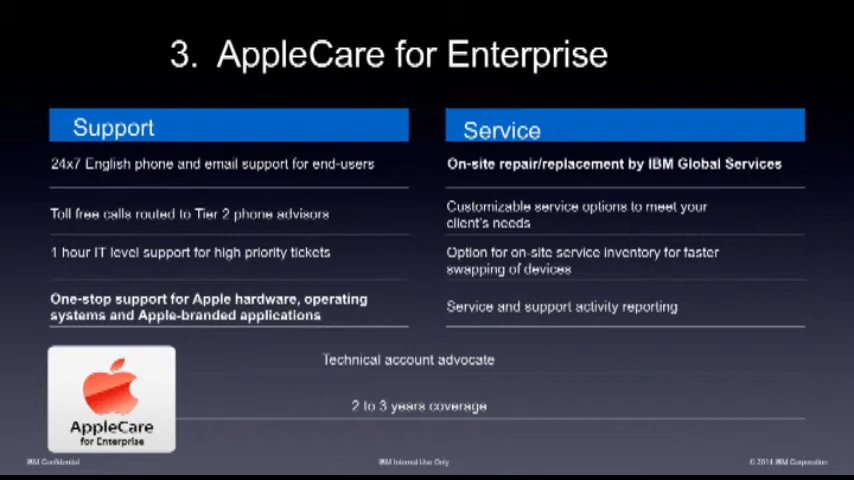 3. AppleCare for Enterprise
Support
24x7 English phone and email support for end-users
Toll free calls routed to Tier 2 phone advisors
1 hour IT level support for high priority tickets
One-stop support for Apple hardware, operating
systems and Apple-branded applications
Service
On-site repair/replacement by IBM Global Services
Customizable service options to meet your
client's needs
Option for on-site service inventory for faster
swapping of devices
Service and support activity reporting
Technical account advocate
2 to 3 years coverage
AppleCare
for Enterprise
IBM Confidential
IBM Internal Use Only
© 2014 IBM Corporation